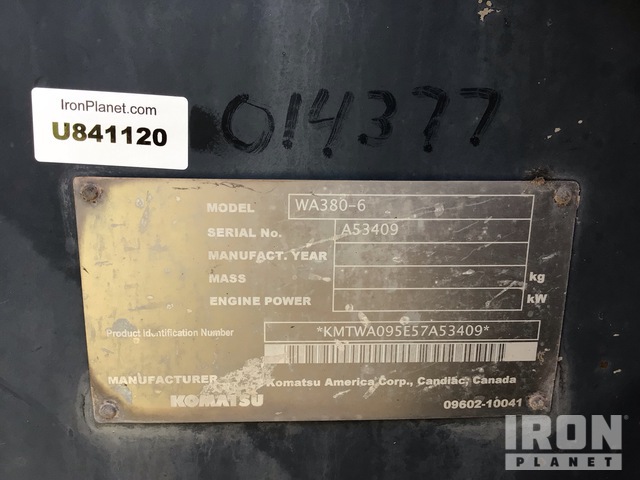 IronPlanet.com
U841120
014377
MODEL WA380-6
SERIAL No. A53409
MANUFACT. YEAR
MASS kg
ENGINE POWER kW
Product Identification Number *KMTWA095E57A53409*
MANUFACTURER Komatsu America Corp., Candiac, Canada
KOMATSU 09602-10041
IRON
PLANET